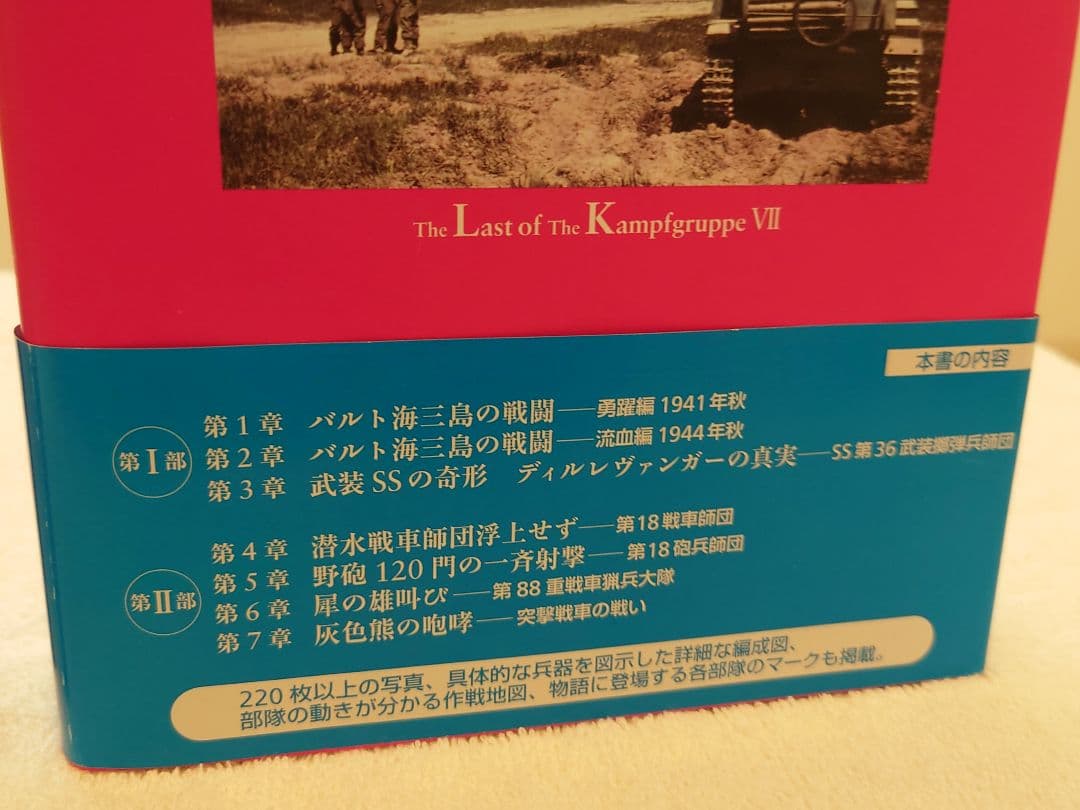 The Last of The Kampfgruppe VII
本書の内容
第Ⅰ部
第1章 バルト海三島の戦闘──勇躍編 1941年秋
第2章 バルト海三島の戦闘──流血編 1944年秋
第3章 武装SSの奇形 ディルレヴァンガーの真実──SS第36武装擲弾兵師団
第Ⅱ部
第4章 潜水戦車師団浮上せず──第18戦車師団
第5章 野砲120門の一斉射撃──第18砲兵師団
第6章 犀の雄叫び──第88重戦車猟兵大隊
第7章 灰色熊の咆哮──突撃戦車の戦い
220枚以上の写真、具体的な兵器を図示した詳細な編成図、
部隊の動きが分かる作戦地図、物語に登場する各部隊のマークも掲載。